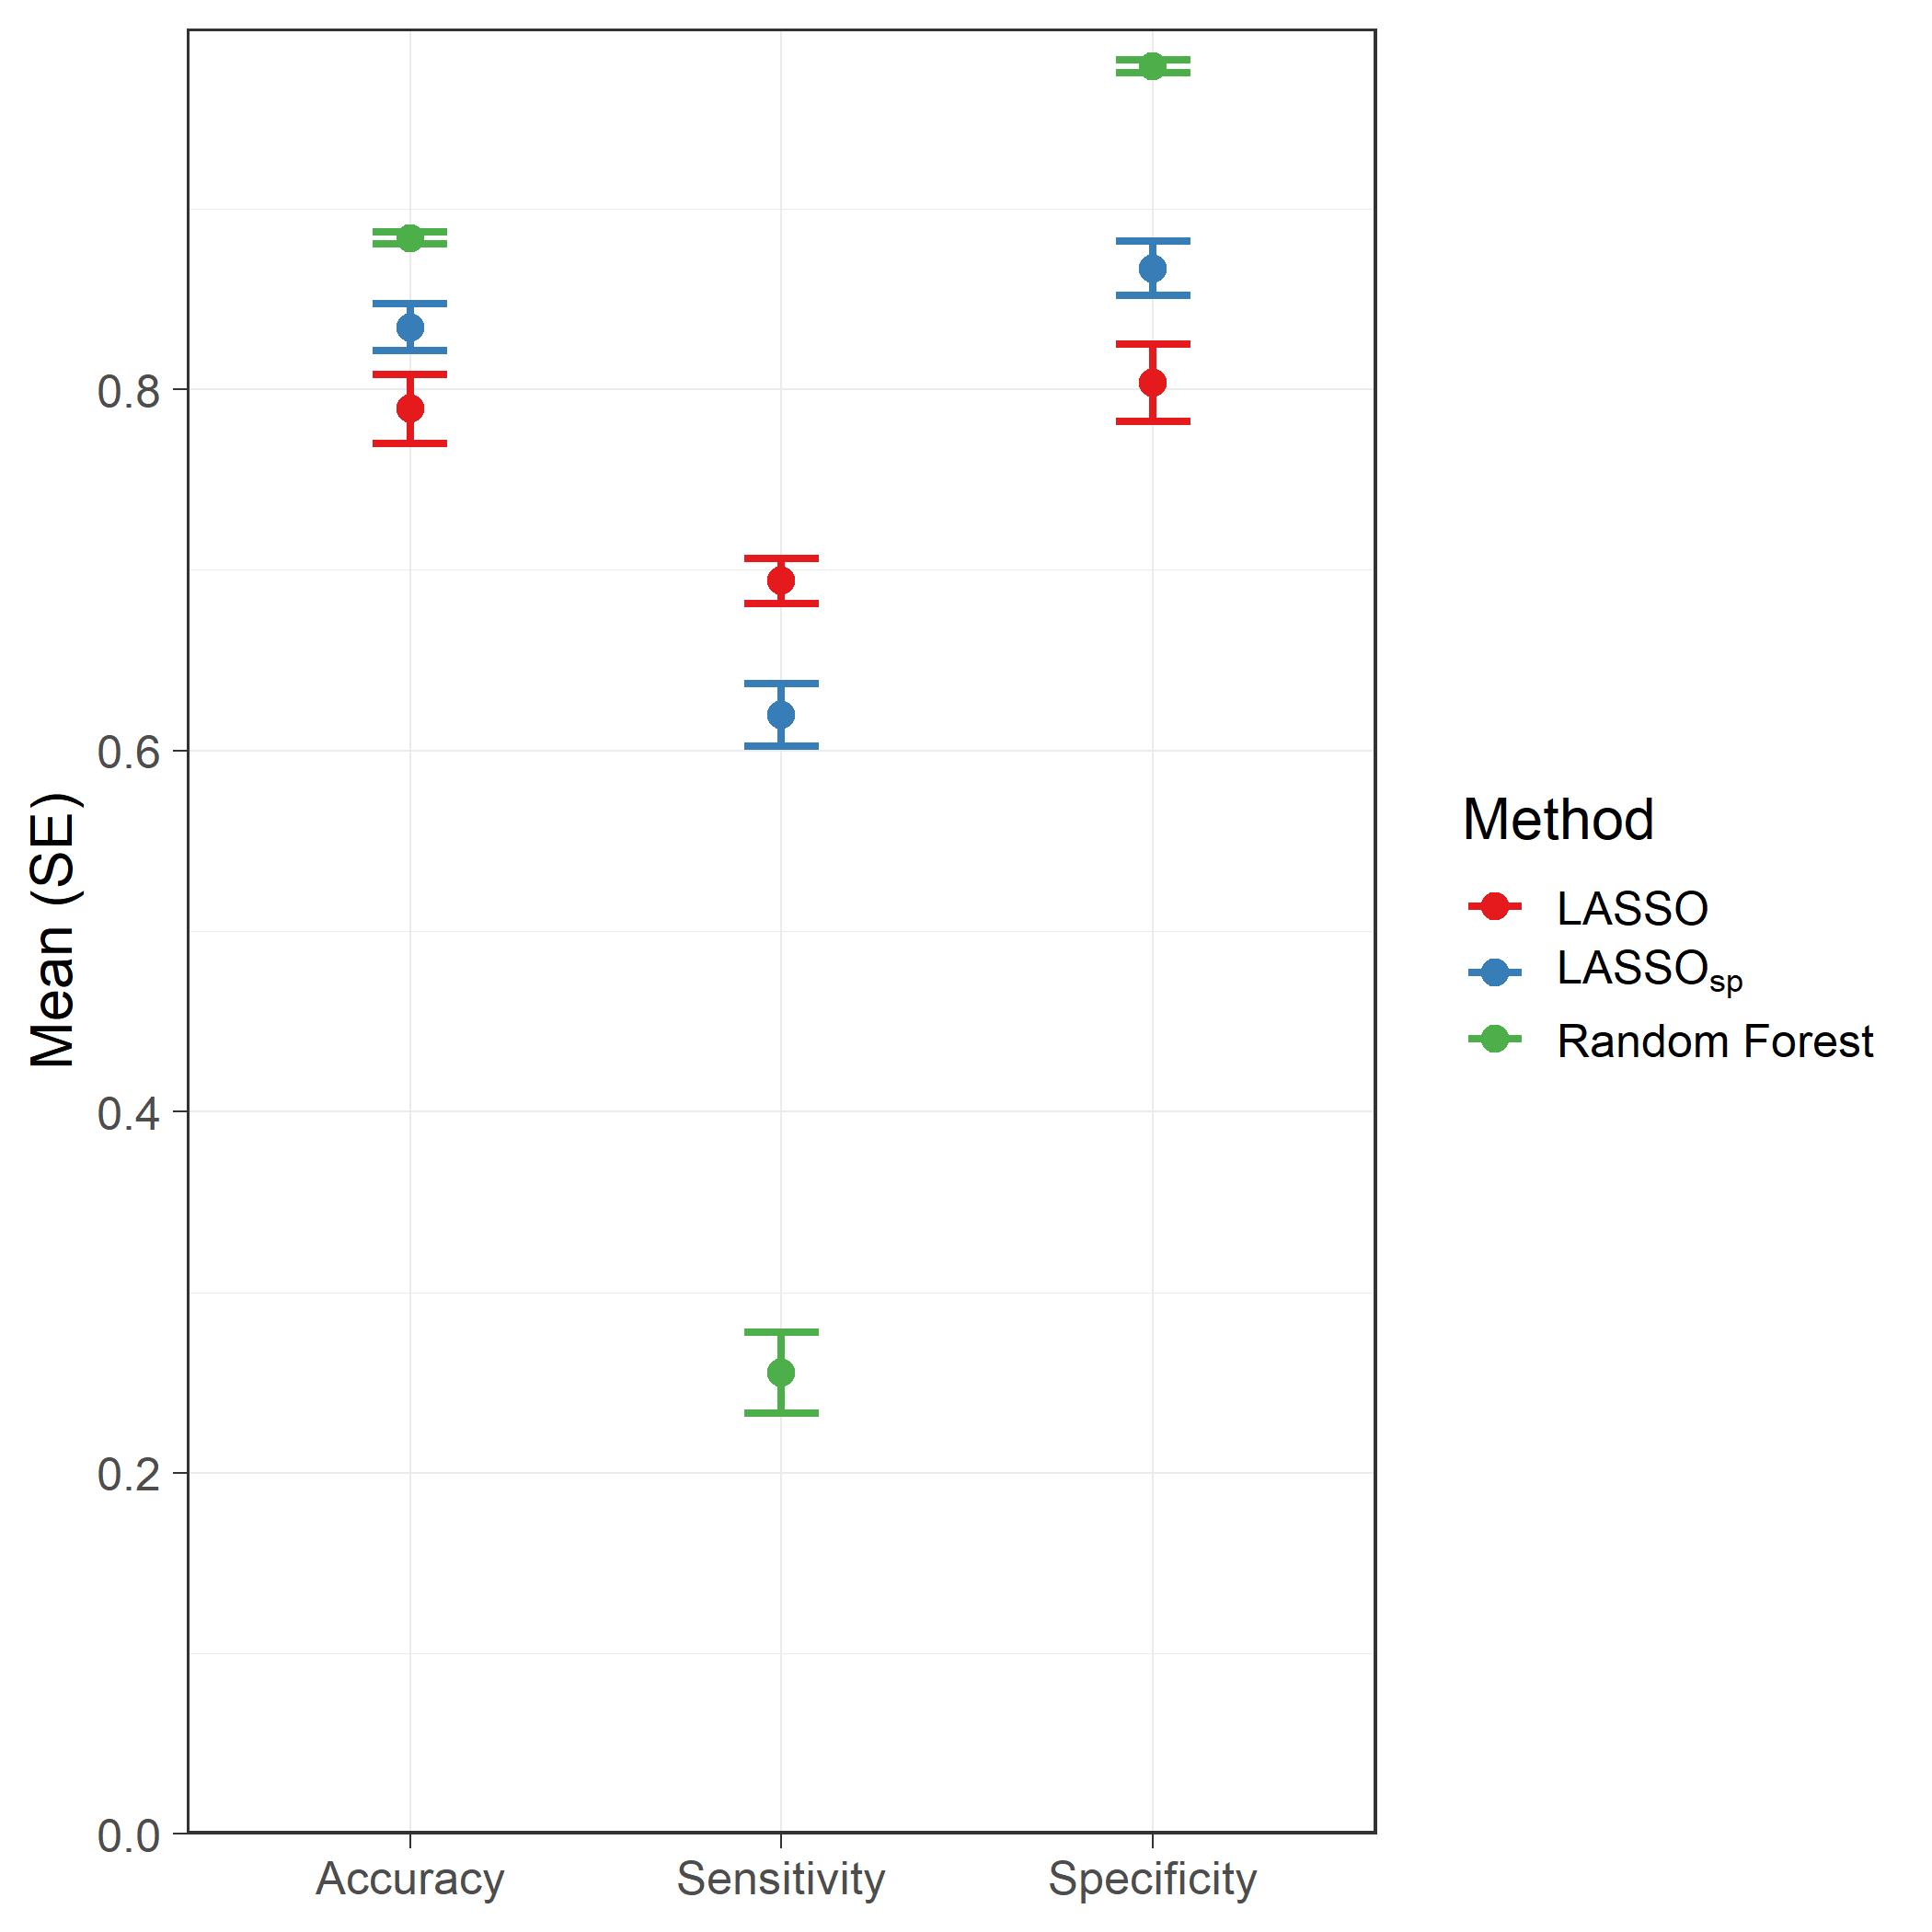 Mean (SE)
0.8
0.6
0.4
0.2
0.0
Accuracy Sensitivity Specificity
Method
LASSO
LASSOsp
Random Forest